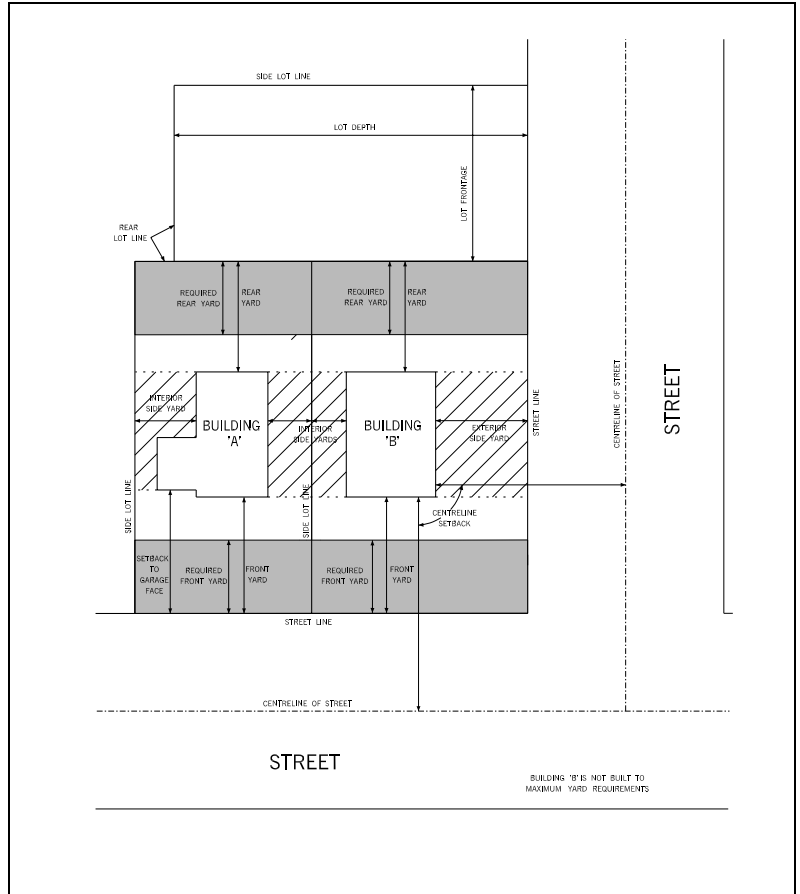 SIDE LOT LINE
LOT DEPTH
LOT FRONTAGE
REAR
LOT LINE
REQUIRED
REAR YARD
REAR
YARD
REQUIRED
REAR YARD
REAR
YARD
INTERIOR
SIDE YARD
BUILDING
'A'
INTERIOR
SIDE YARDS
BUILDING
'B'
EXTERIOR
SIDE YARD
STREET LINE
CENTRELINE OF STREET
STREET
SIDE LOT LINE
SIDE LOT LINE
CENTRELINE
SETBACK
SETBACK
TO
GARAGE
FACE
REQUIRED
FRONT YARD
FRONT
YARD
REQUIRED
FRONT YARD
FRONT
YARD
STREET LINE
CENTRELINE OF STREET
STREET
BUILDING 'B' IS NOT BUILT TO
MAXIMUM YARD REQUIREMENTS